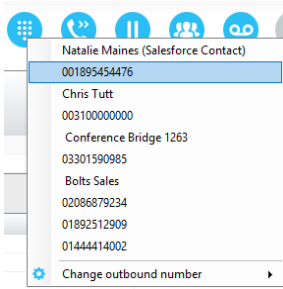 Natalie Maines (Salesforce Contact)
001895454476
Chris Tutt
003100000000
Conference Bridge 1263
03301590985
Bolts Sales
02086879234
01892512909
01444414002
Change outbound number